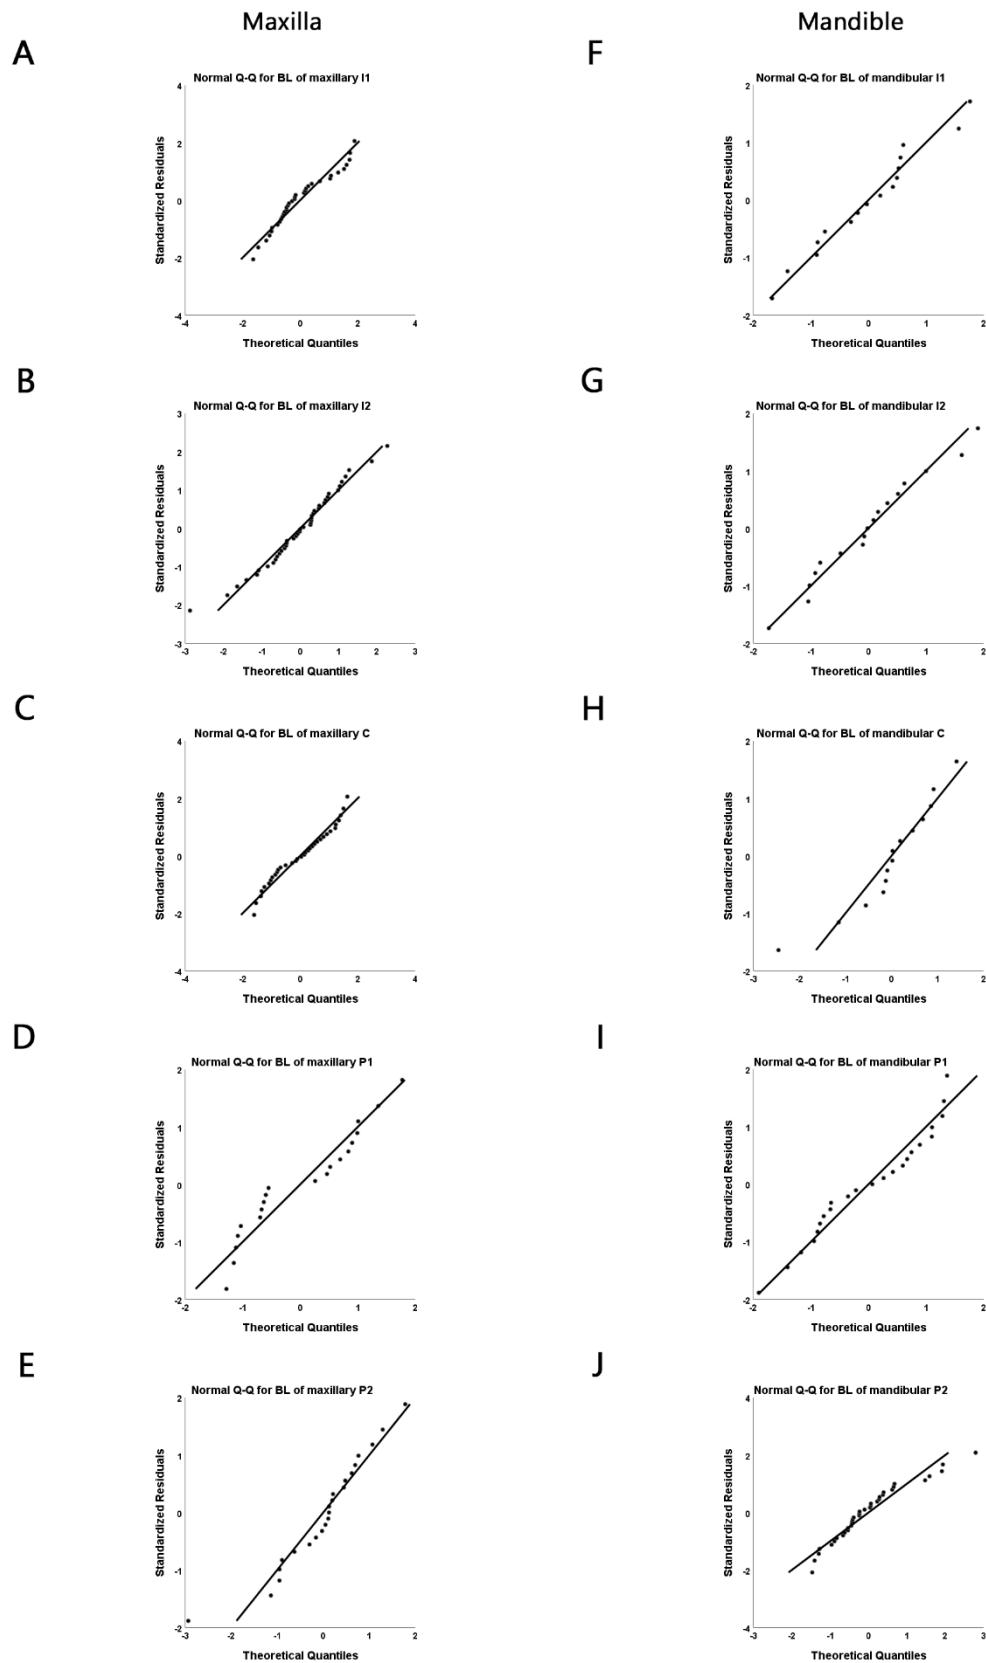 Maxilla
Mandible
A
Normal Q-Q for BL of maxillary I1
4
2
0
-2
-4
Standardized Residuals
-4 -2 0 2 4
Theoretical Quantiles
F
Normal Q-Q for BL of mandibular I1
2
1
0
-1
-2
Standardized Residuals
-2 -1 0 1 2
Theoretical Quantiles
B
Normal Q-Q for BL of maxillary I2
3
2
1
0
-1
-2
-3
Standardized Residuals
-3 -2 -1 0 1 2 3
Theoretical Quantiles
G
Normal Q-Q for BL of mandibular I2
2
1
0
-1
-2
Standardized Residuals
-2 -1 0 1 2
Theoretical Quantiles
C
Normal Q-Q for BL of maxillary C
4
2
0
-2
-4
Standardized Residuals
-4 -2 0 2 4
Theoretical Quantiles
H
Normal Q-Q for BL of mandibular C
2
1
0
-1
-2
Standardized Residuals
-3 -2 -1 0 1 2
Theoretical Quantiles
D
Normal Q-Q for BL of maxillary P1
2
1
0
-1
-2
Standardized Residuals
-2 -1 0 1 2
Theoretical Quantiles
I
Normal Q-Q for BL of mandibular P1
2
1
0
-1
-2
Standardized Residuals
-2 -1 0 1 2
Theoretical Quantiles
E
Normal Q-Q for BL of maxillary P2
2
1
0
-1
-2
Standardized Residuals
-3 -2 -1 0 1 2
Theoretical Quantiles
J
Normal Q-Q for BL of mandibular P2
4
2
0
-2
-4
Standardized Residuals
-3 -2 -1 0 1 2 3
Theoretical Quantiles